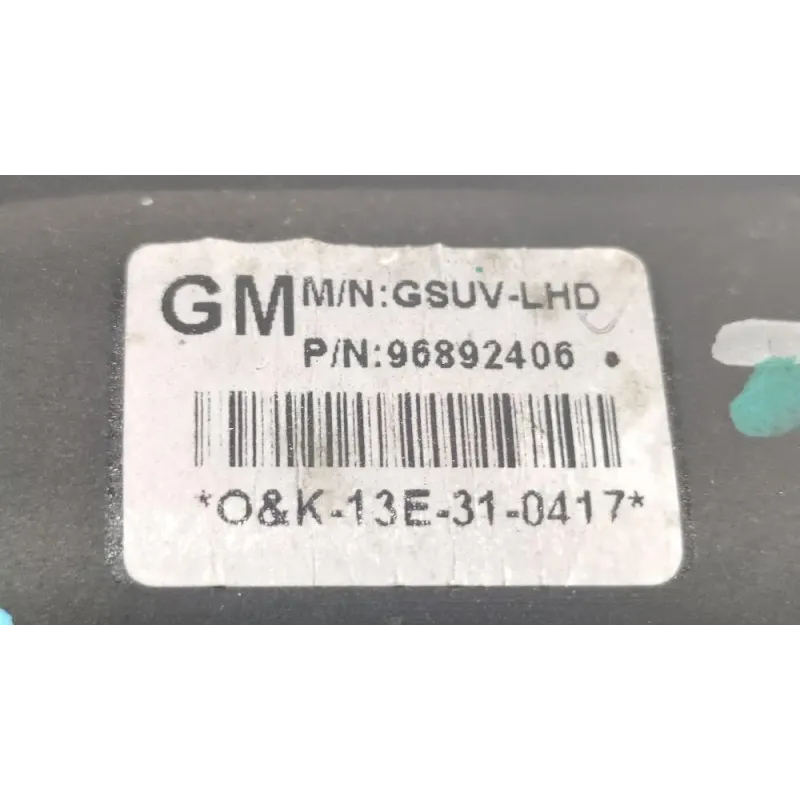 GM M/N:GSUV-LHD
P/N:96892406
*O&K-13E-31-0417*